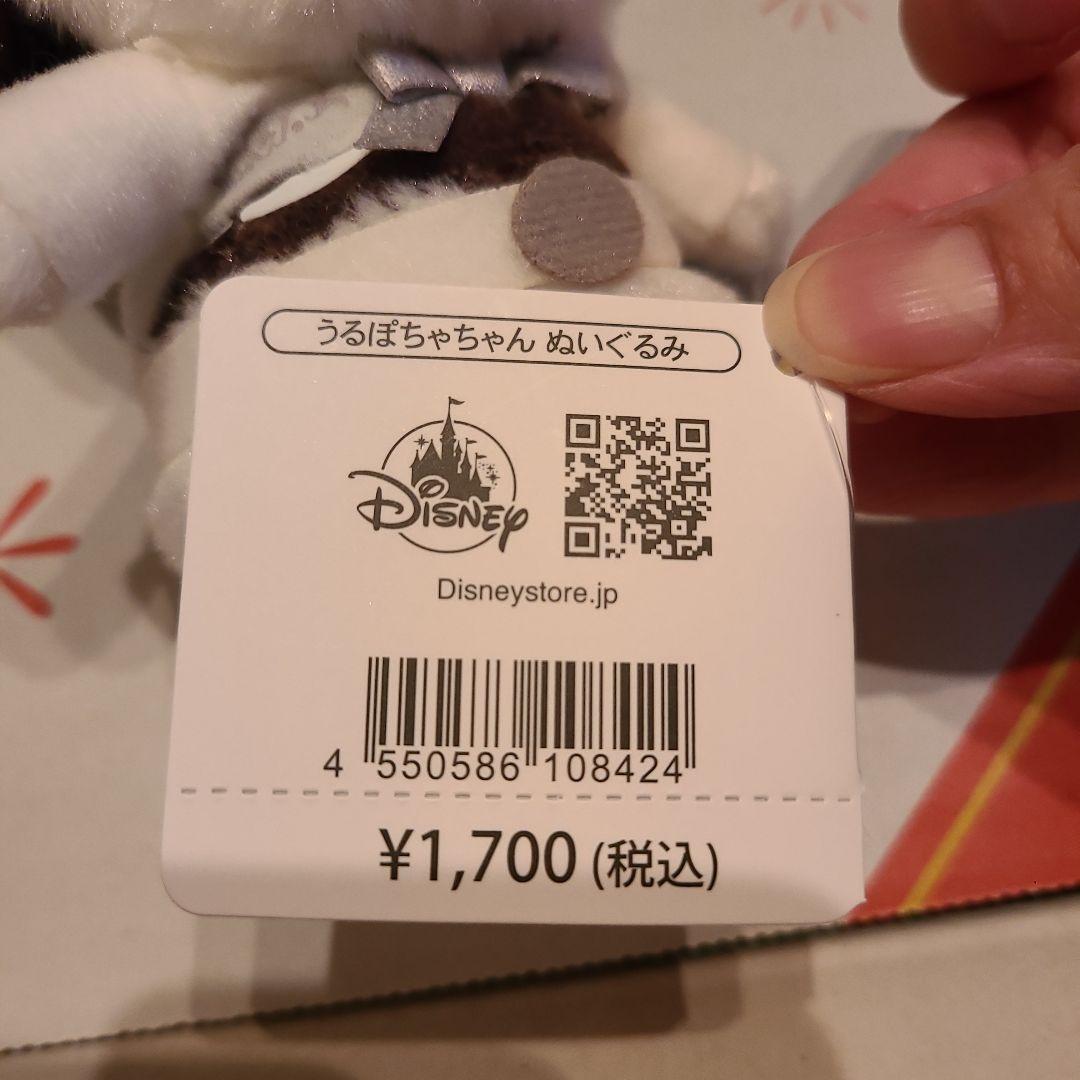 うるぽちゃちゃん ぬいぐるみ
Disney
Disneystore.jp
4 550586 108424
¥1,700 (税込)